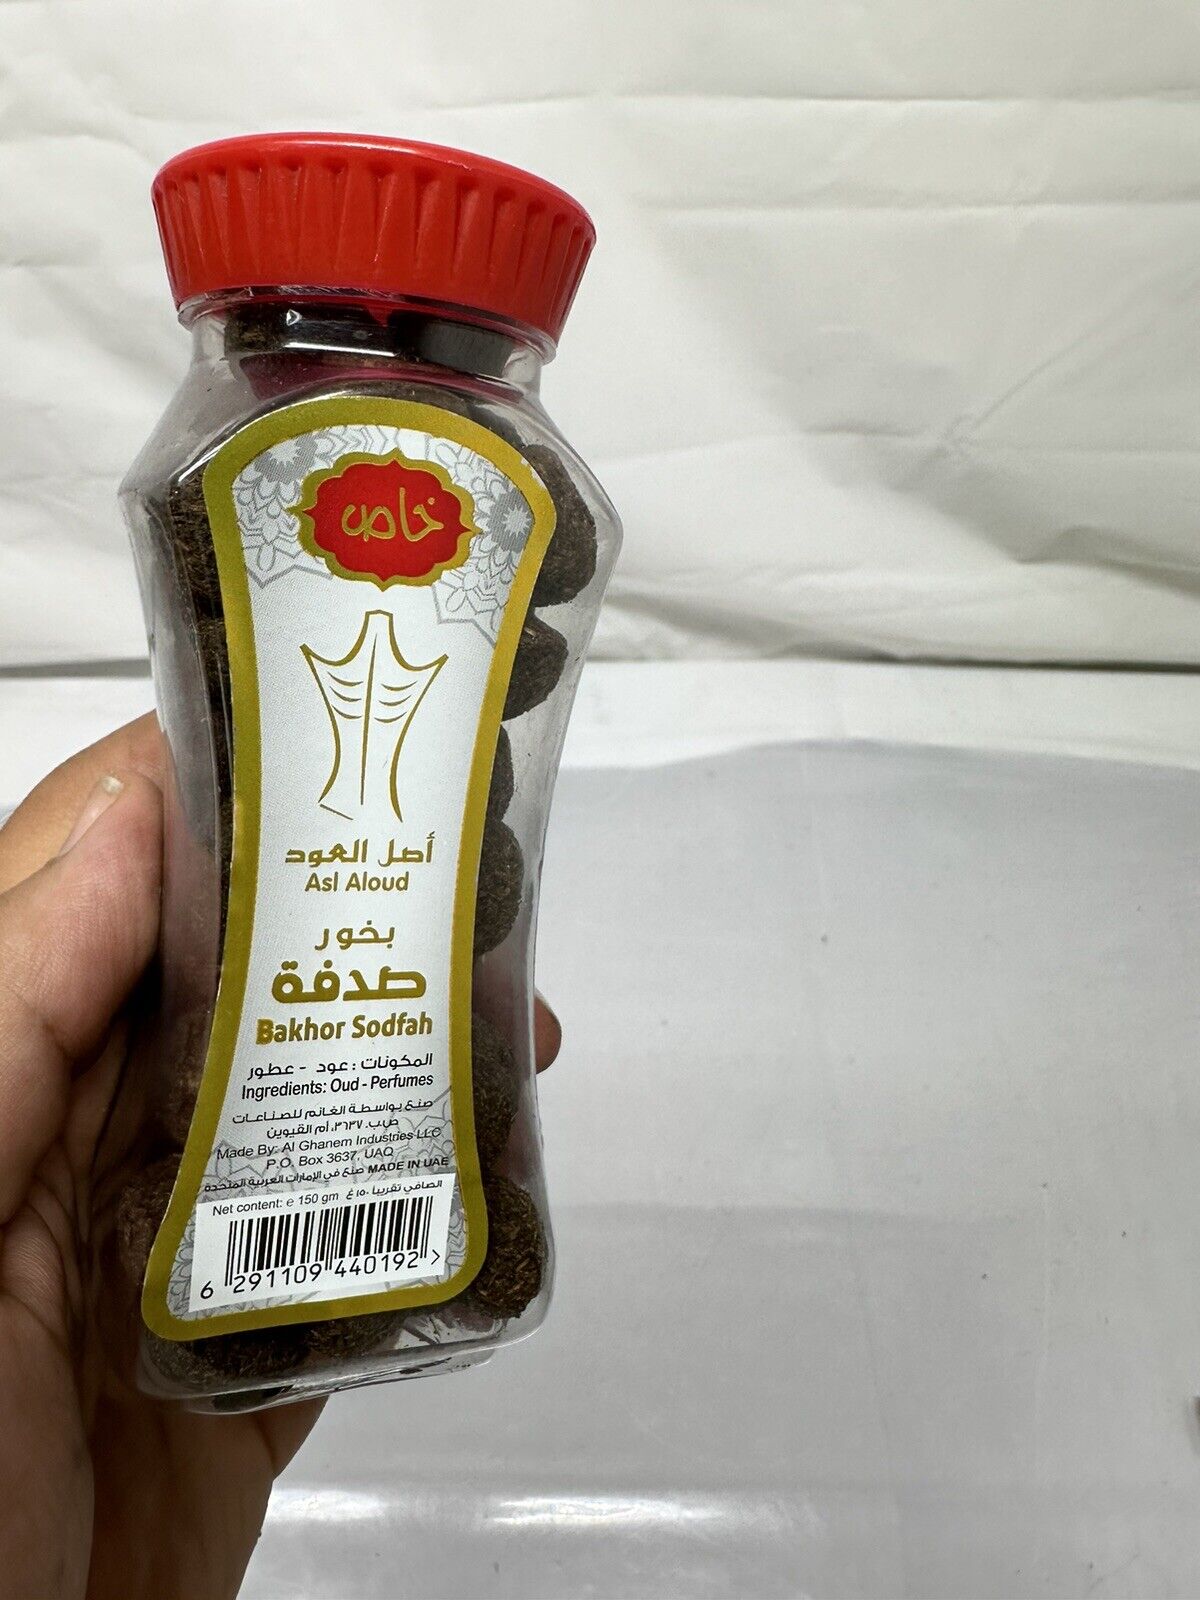 خاص
أصل العود
Asl Aloud
بخور
صدفة
Bakhor Sodfah
المكونات : عود - عطور
Ingredients: Oud - Perfumes
صنع بواسطة الغانم للصناعات
ص.ب. ٣٦٣٧، أم القيوين
Made By: Al Ghanem Industries LLC
P.O. Box 3637, UAQ
صنع في الإمارات العربية المتحدة MADE IN UAE
Net content: e 150 gm الصافي تقريبا ١٥٠ غ
6 291109 440192 >